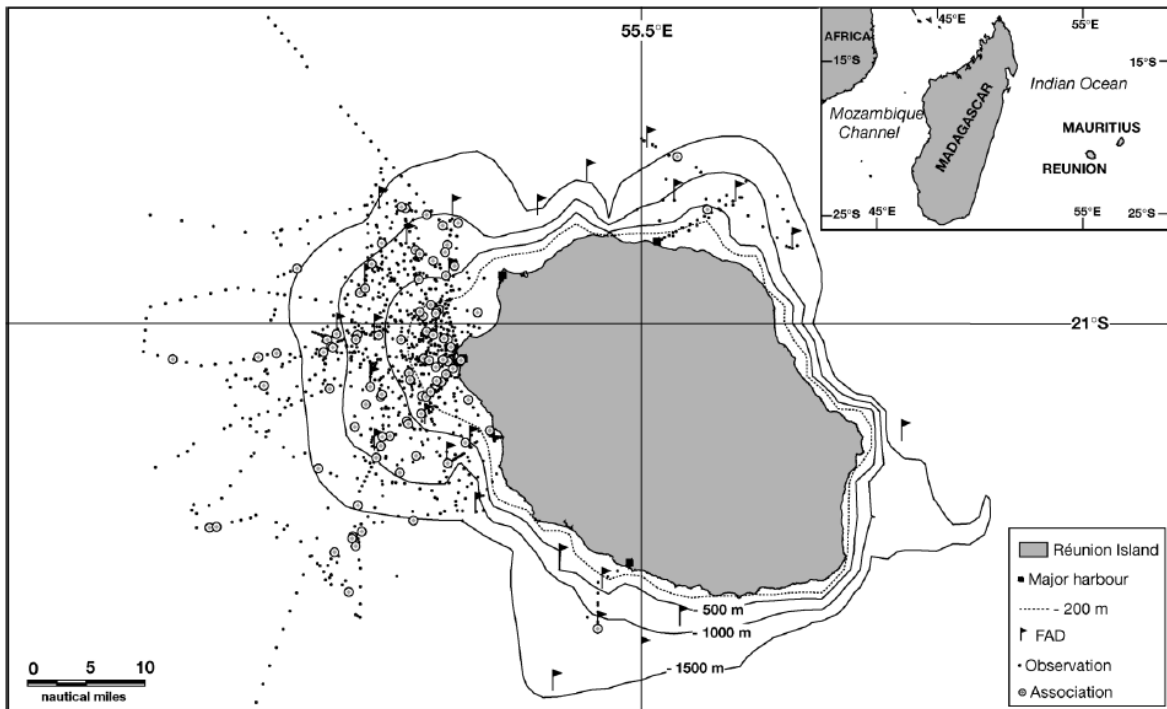 55.5°E
21°S
- 500 m
- 1000 m
- 1500 m
0 5 10
nautical miles
45°E
55°E
AFRICA
15°S
15°S
Indian Ocean
Mozambique
Channel
MADAGASCAR
MAURITIUS
REUNION
25°S
45°E
55°E
25°S
Réunion Island
Major harbour
- 200 m
FAD
Observation
Association